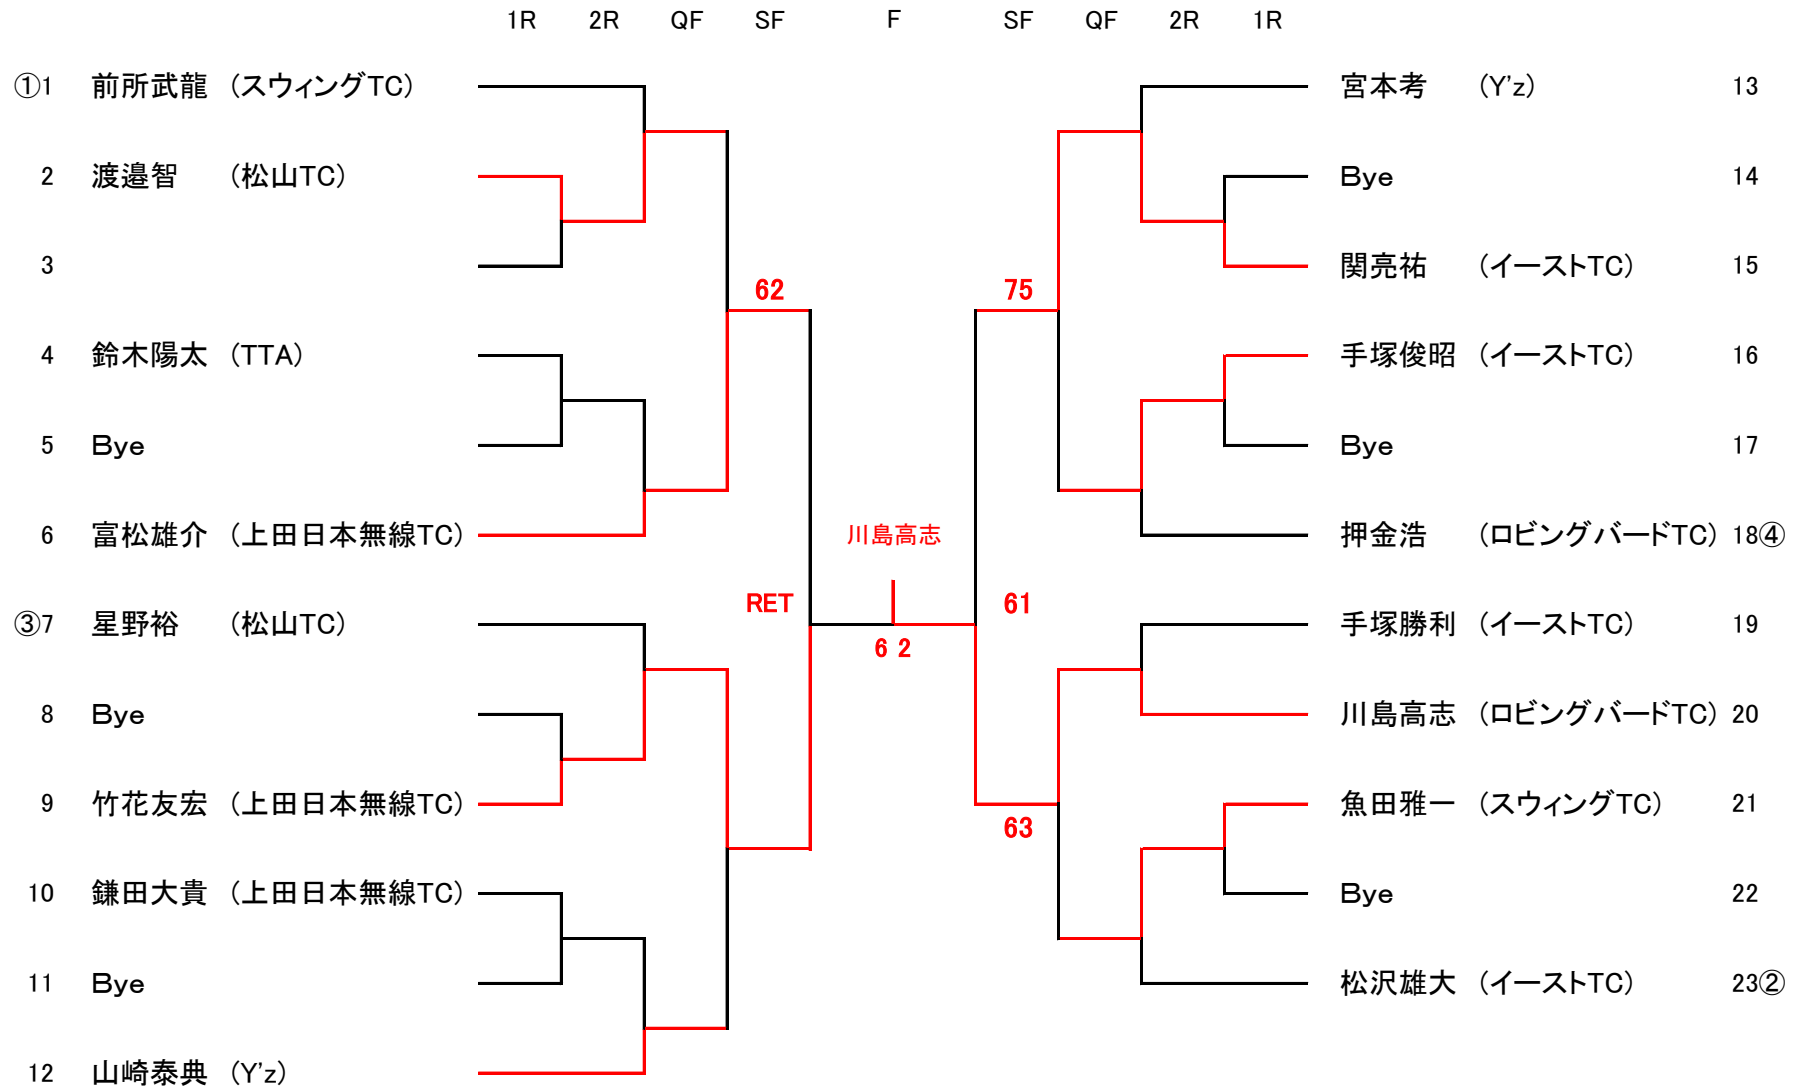 1R 2R QF SF F SF QF 2R 1R
①1 前所武龍 (スウィングTC) 宮本考 (Y'z) 13
2 渡邉智 (松山TC) Bye 14
3 関亮祐 (イーストTC) 15
62 75
4 鈴木陽太 (TTA) 手塚俊昭 (イーストTC) 16
5 Bye Bye 17
6 富松雄介 (上田日本無線TC) 川島高志 押金浩 (ロビングバードTC) 18④
RET 61
③7 星野裕 (松山TC) 手塚勝利 (イーストTC) 19
6 2
8 Bye 川島高志 (ロビングバードTC) 20
9 竹花友宏 (上田日本無線TC) 魚田雅一 (スウィングTC) 21
63
10 鎌田大貴 (上田日本無線TC) Bye 22
11 Bye 松沢雄大 (イーストTC) 23②
12 山崎泰典 (Y'z)